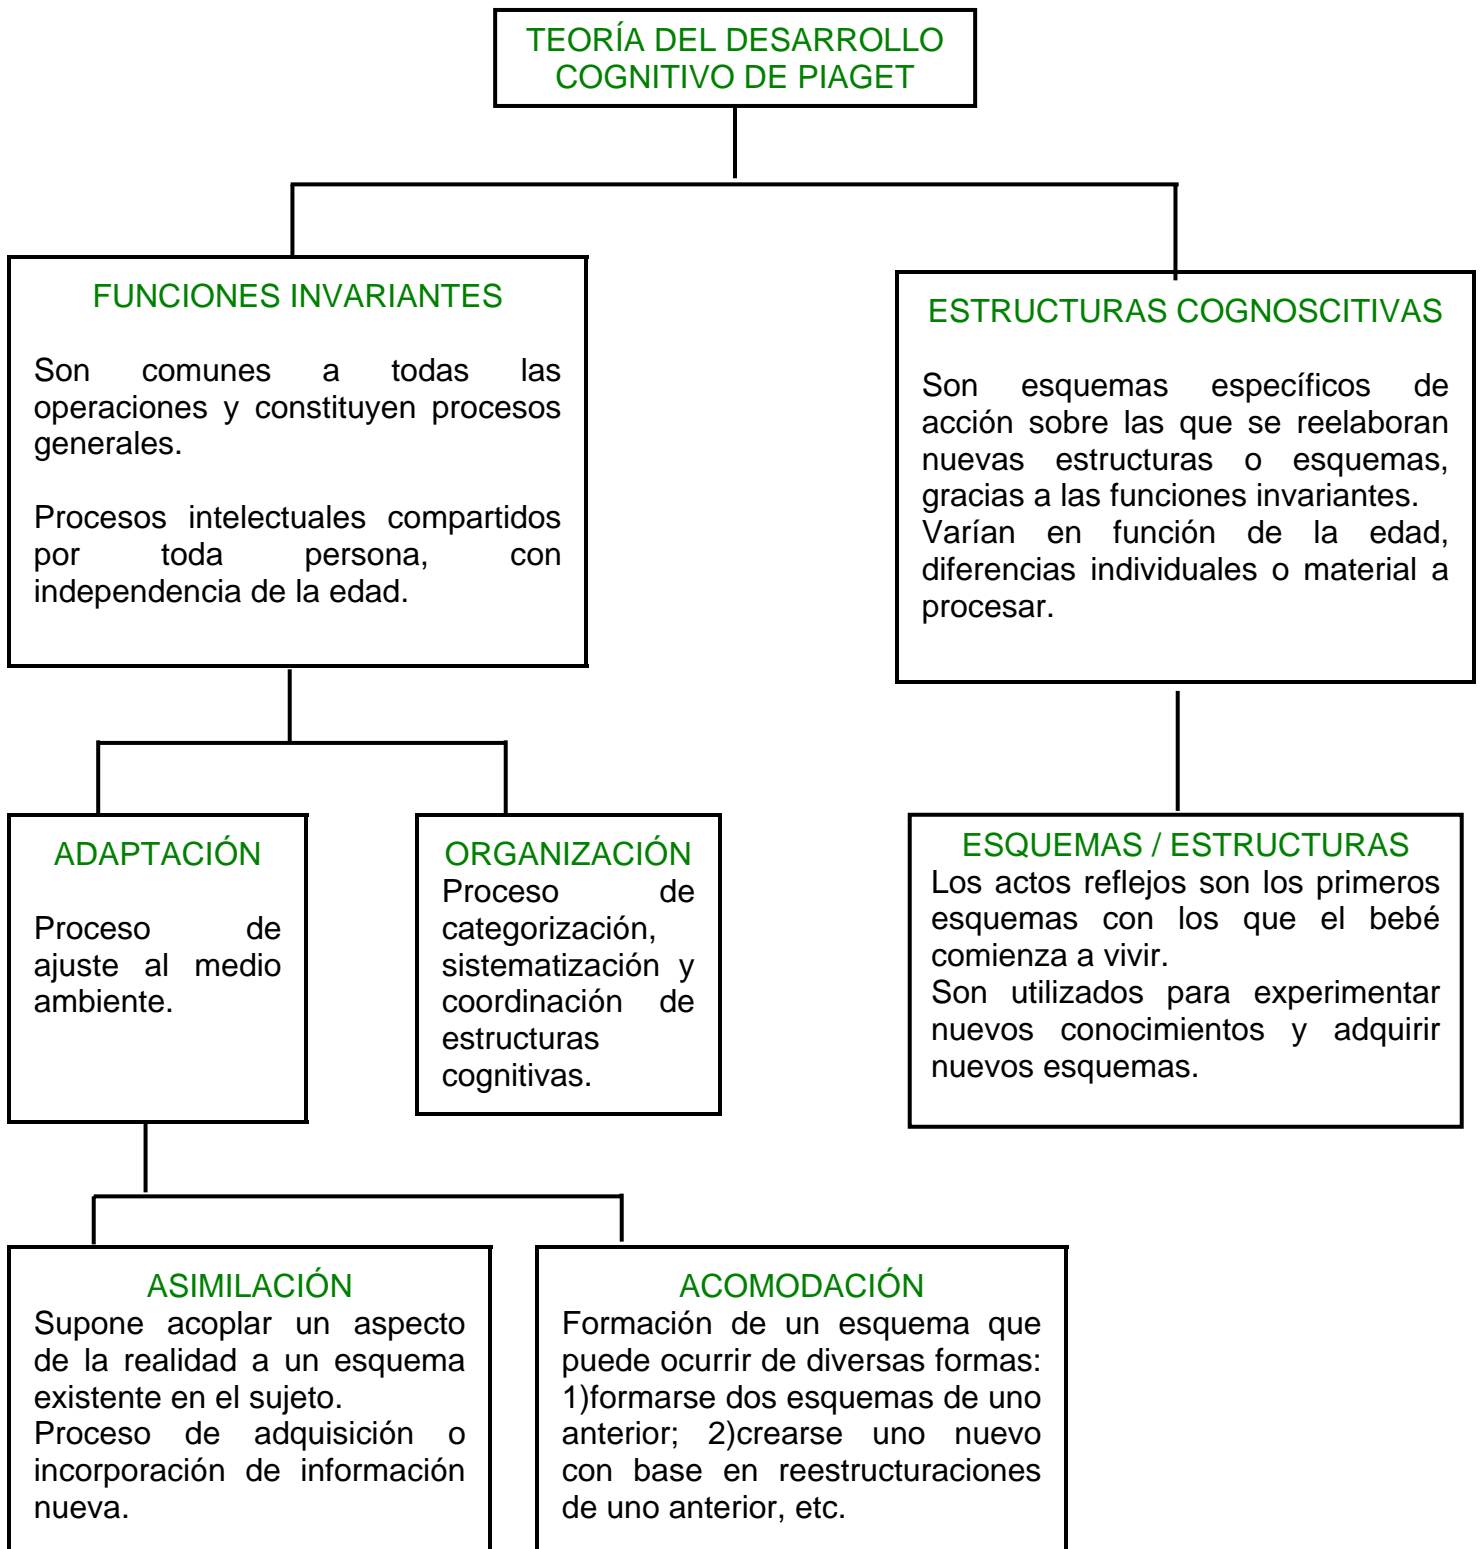 TEORÍA DEL DESARROLLO
COGNITIVO DE PIAGET
FUNCIONES INVARIANTES
Son comunes a todas las
operaciones y constituyen procesos
generales.
Procesos intelectuales compartidos
por toda persona, con
independencia de la edad.
ESTRUCTURAS COGNOSCITIVAS
Son esquemas específicos de
acción sobre las que se reelaboran
nuevas estructuras o esquemas,
gracias a las funciones invariantes.
Varían en función de la edad,
diferencias individuales o material a
procesar.
ADAPTACIÓN
Proceso de
ajuste al medio
ambiente.
ORGANIZACIÓN
Proceso de
categorización,
sistematización y
coordinación de
estructuras
cognitivas.
ESQUEMAS / ESTRUCTURAS
Los actos reflejos son los primeros
esquemas con los que el bebé
comienza a vivir.
Son utilizados para experimentar
nuevos conocimientos y adquirir
nuevos esquemas.
ASIMILACIÓN
Supone acoplar un aspecto
de la realidad a un esquema
existente en el sujeto.
Proceso de adquisición o
incorporación de información
nueva.
ACOMODACIÓN
Formación de un esquema que
puede ocurrir de diversas formas:
1)formarse dos esquemas de uno
anterior; 2)crearse uno nuevo
con base en reestructuraciones
de uno anterior, etc.